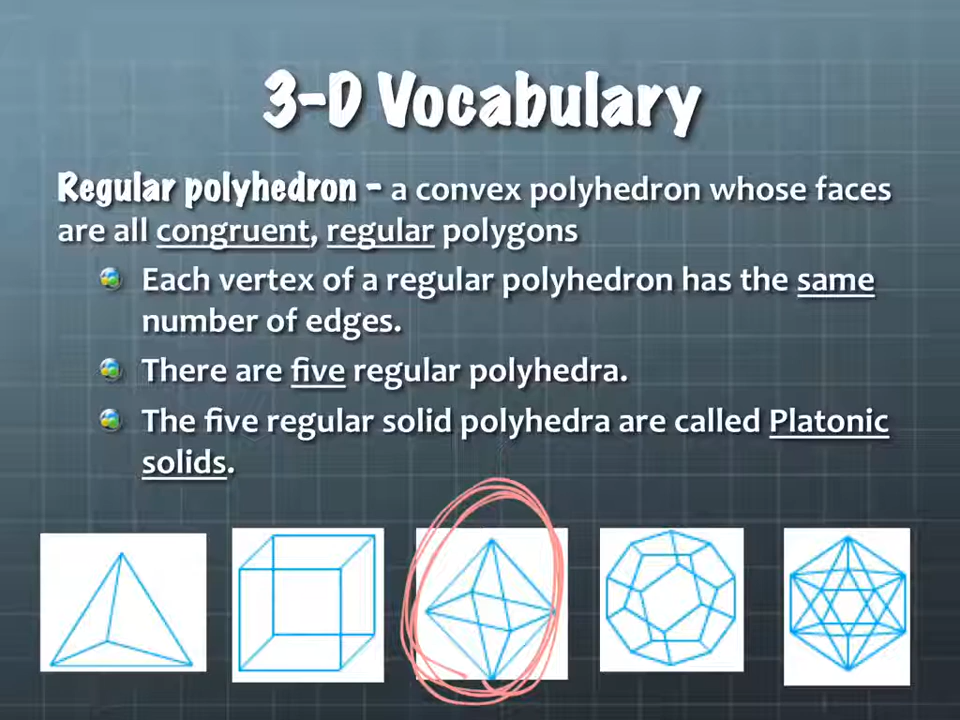 3-D Vocabulary
Regular polyhedron - a convex polyhedron whose faces
are all congruent, regular polygons
Each vertex of a regular polyhedron has the same
number of edges.
There are five regular polyhedra.
The five regular solid polyhedra are called Platonic
solids.